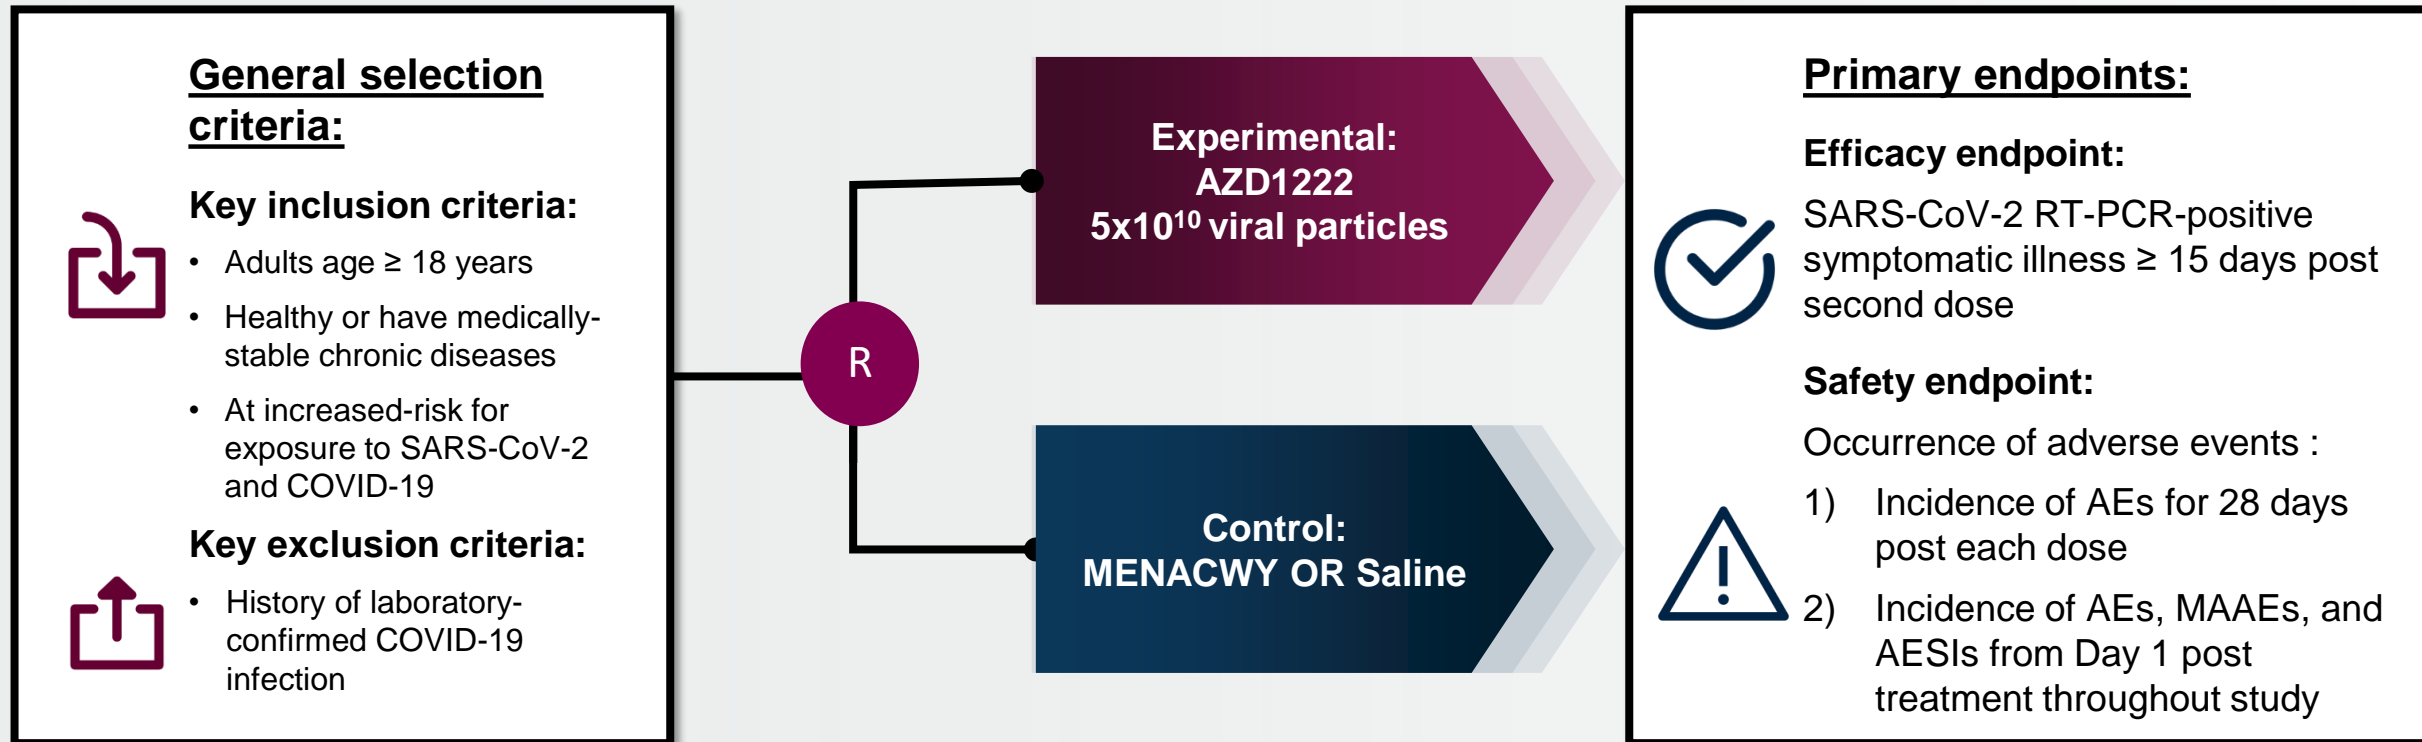 General selection
criteria:
Key inclusion criteria:
• Adults age ≥ 18 years
• Healthy or have medically-
stable chronic diseases
• At increased-risk for
exposure to SARS-CoV-2
and COVID-19
Key exclusion criteria:
• History of laboratory-
confirmed COVID-19
infection
R
Experimental:
AZD1222
5x10¹⁰ viral particles
Control:
MENACWY OR Saline
Primary endpoints:
Efficacy endpoint:
SARS-CoV-2 RT-PCR-positive
symptomatic illness ≥ 15 days post
second dose
Safety endpoint:
Occurrence of adverse events :
1) Incidence of AEs for 28 days
post each dose
2) Incidence of AEs, MAAEs, and
AESIs from Day 1 post
treatment throughout study